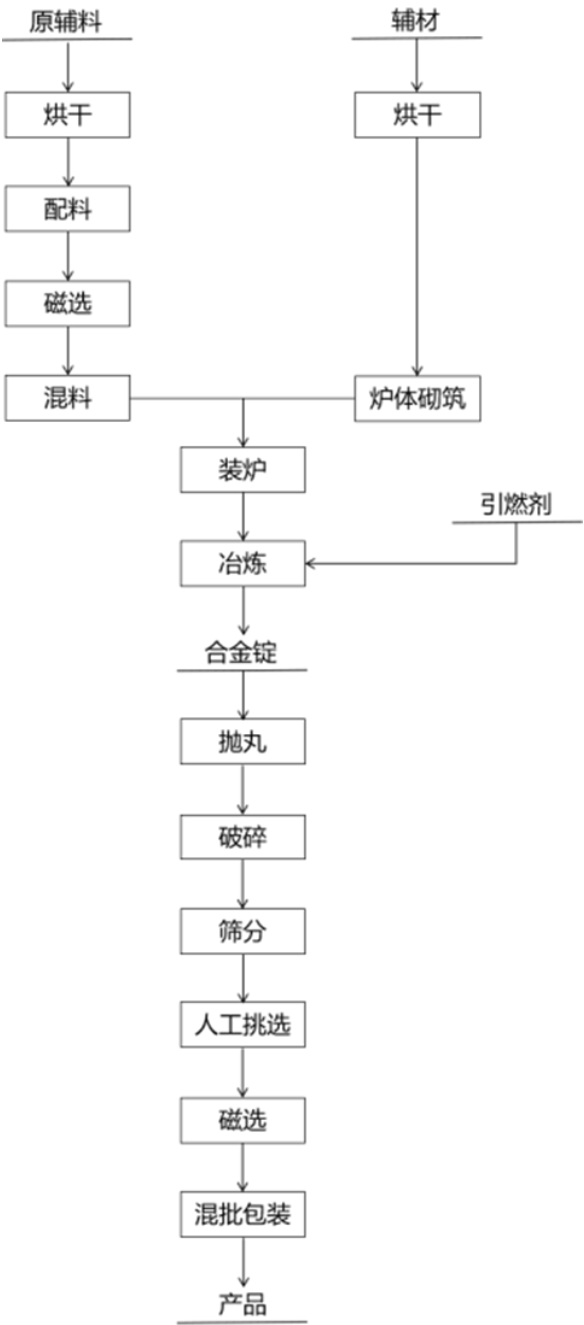 原辅料
辅材
烘干
烘干
配料
磁选
混料
炉体砌筑
装炉
引燃剂
冶炼
合金锭
抛丸
破碎
筛分
人工挑选
磁选
混批包装
产品